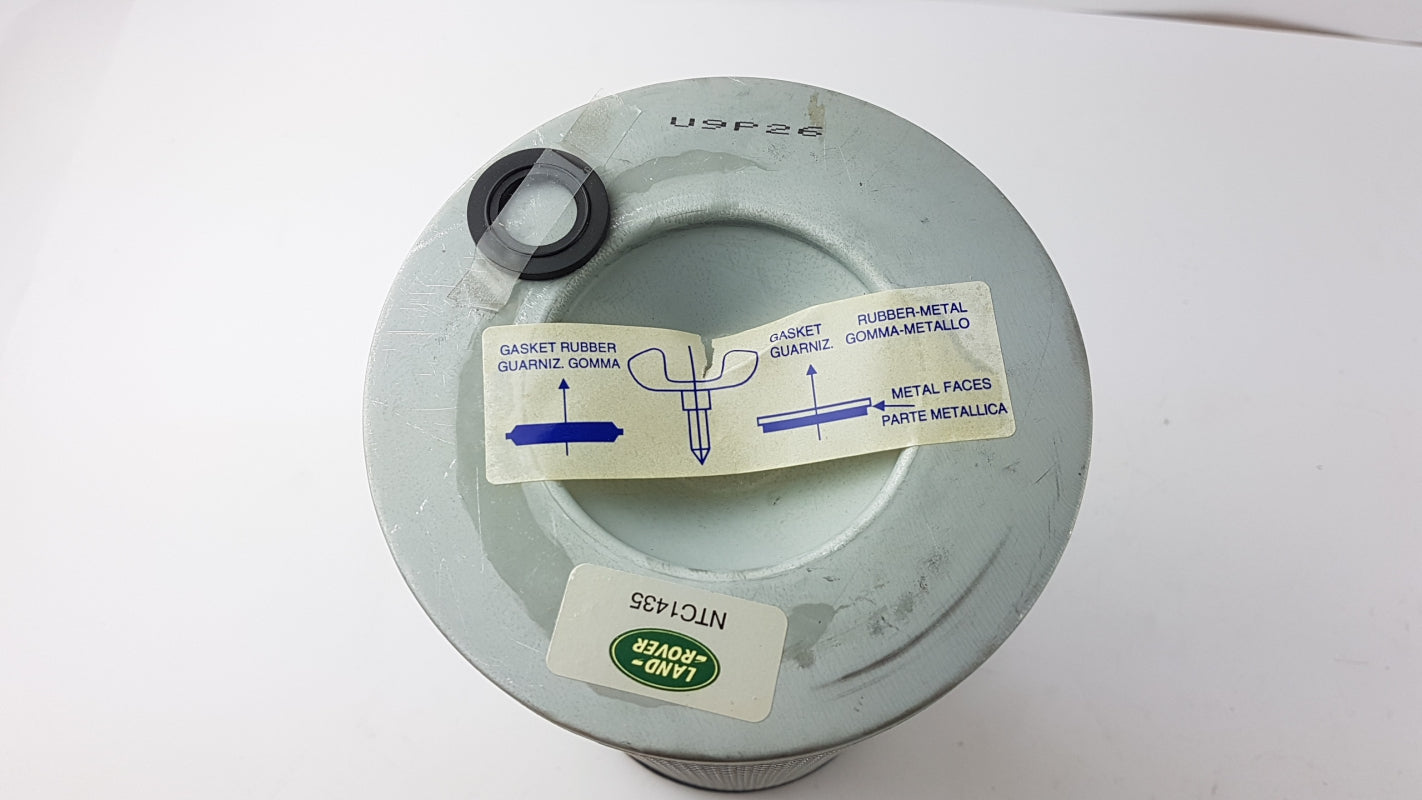 U9P26
GASKET RUBBER
GUARNIZ. GOMMA
GASKET
GUARNIZ.
RUBBER-METAL
GOMMA-METALLO
METAL FACES
PARTE METALLICA
NTC1435
LAND-
-ROVER